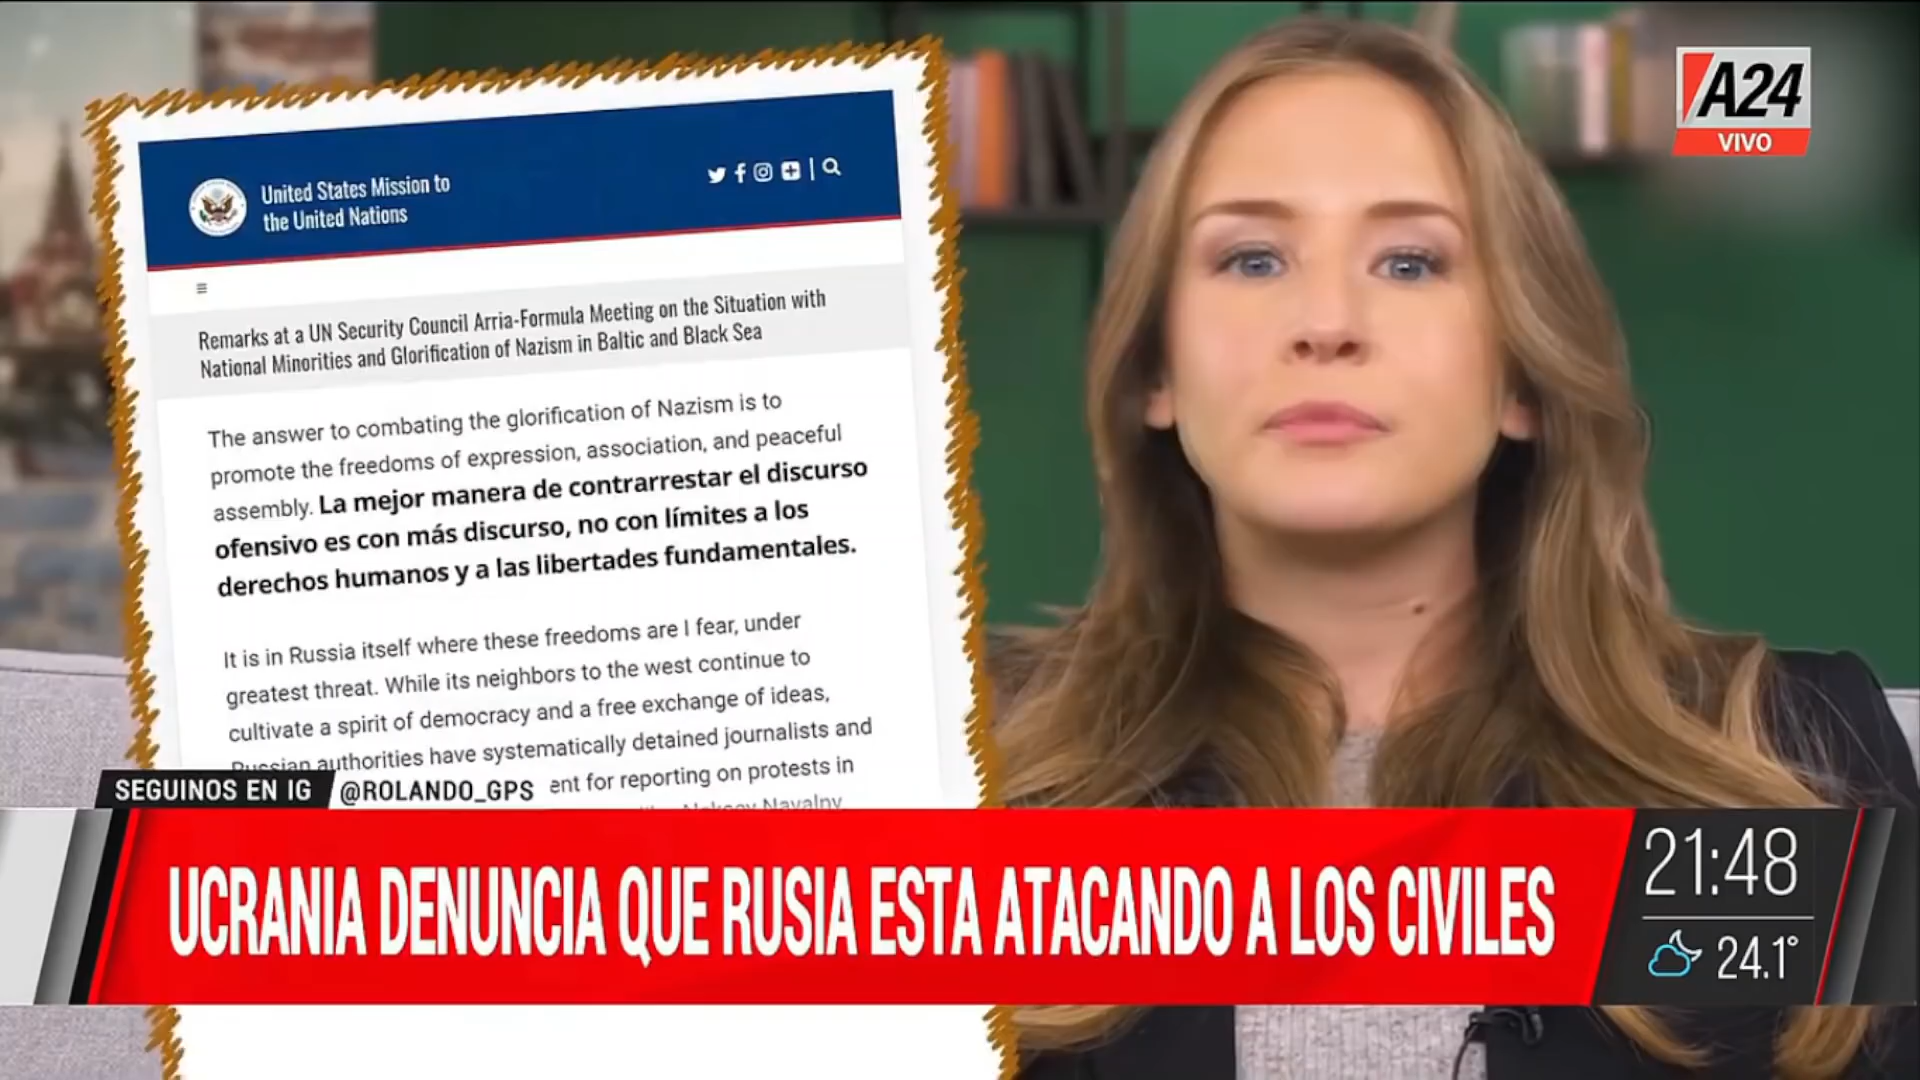 A24
VIVO
United States Mission to
the United Nations
Remarks at a UN Security Council Arria-Formula Meeting on the Situation with
National Minorities and Glorification of Nazism in Baltic and Black Sea
The answer to combating the glorification of Nazism is to
promote the freedoms of expression, association, and peaceful
assembly. La mejor manera de contrarrestar el discurso
ofensivo es con más discurso, no con límites a los
derechos humanos y a las libertades fundamentales.
It is in Russia itself where these freedoms are I fear, under
greatest threat. While its neighbors to the west continue to
cultivate a spirit of democracy and a free exchange of ideas,
Russian authorities have systematically detained journalists and
ent for reporting on protests in
Navalny
SEGUINOS EN IG @ROLANDO_GPS
UCRANIA DENUNCIA QUE RUSIA ESTA ATACANDO A LOS CIVILES
21:48
24.1°